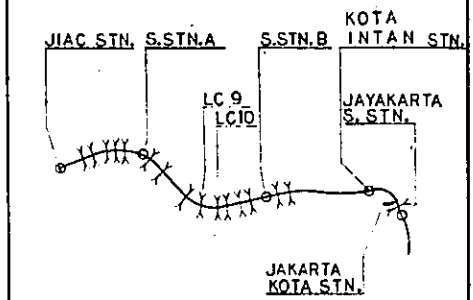 JIAC STN.
S.STN.A
S.STN.B
KOTA
INTAN STN.
LC 9
LC10
JAYAKARTA
S. STN.
JAKARTA
KOTA STN.